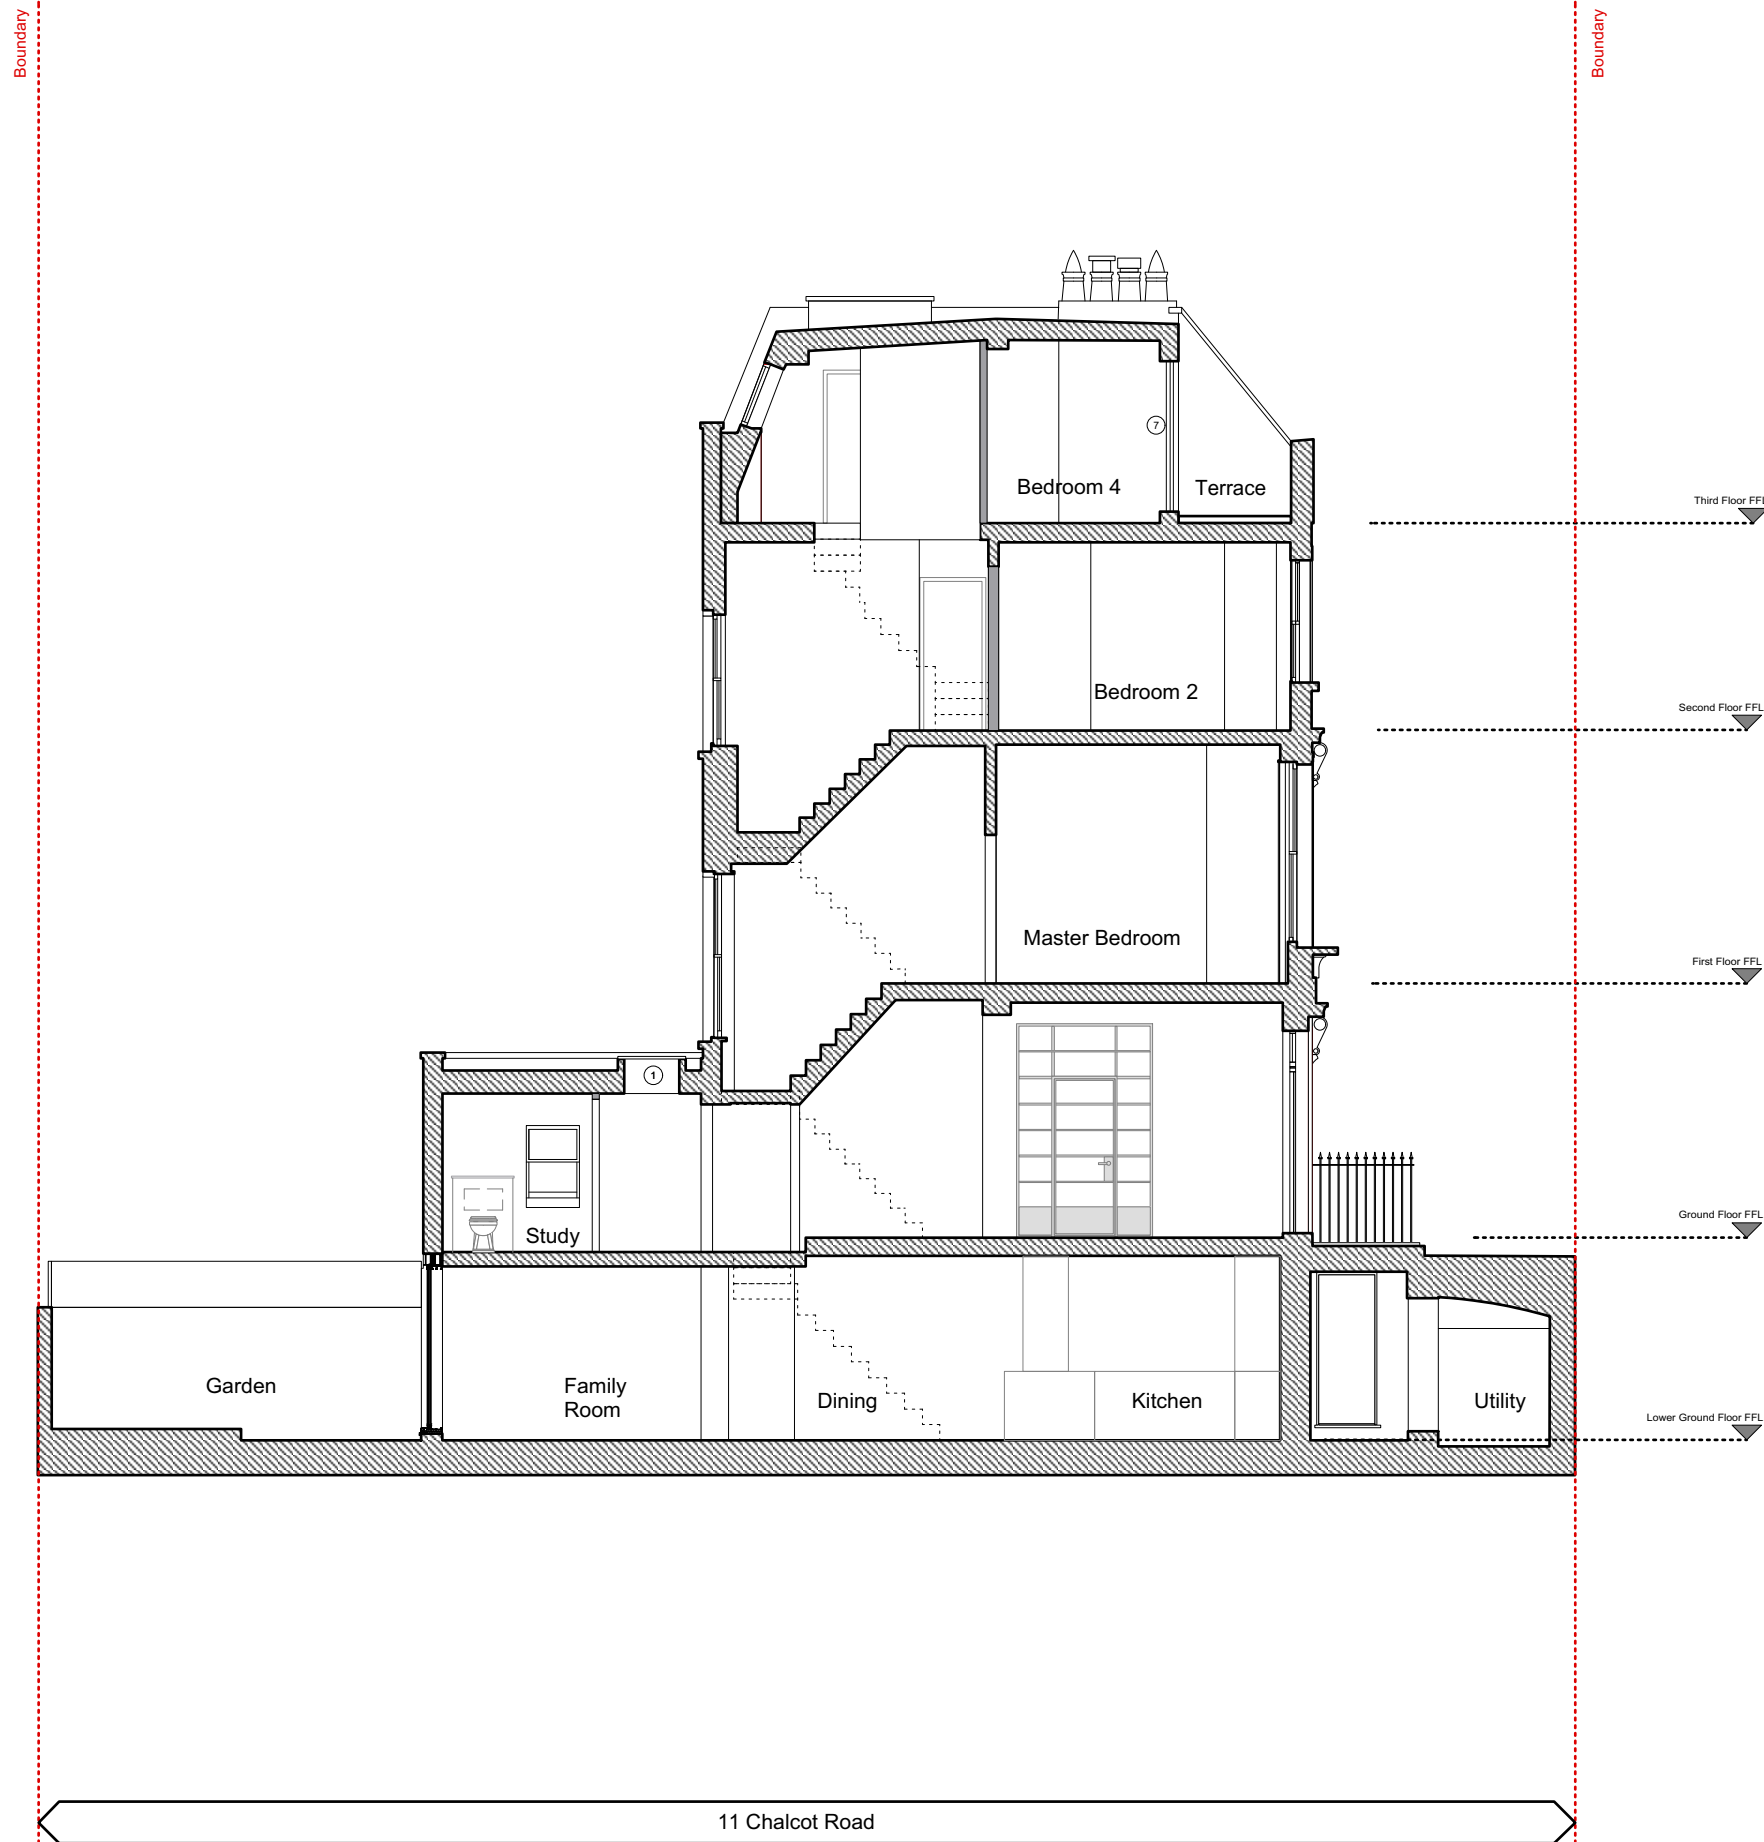 Boundary
Boundary
7
Bedroom 4
Terrace
Third Floor FFL
Bedroom 2
Second Floor FFL
Master Bedroom
First Floor FFL
1
Study
Ground Floor FFL
Garden
Family
Room
Dining
Kitchen
Utility
Lower Ground Floor FFL
11 Chalcot Road